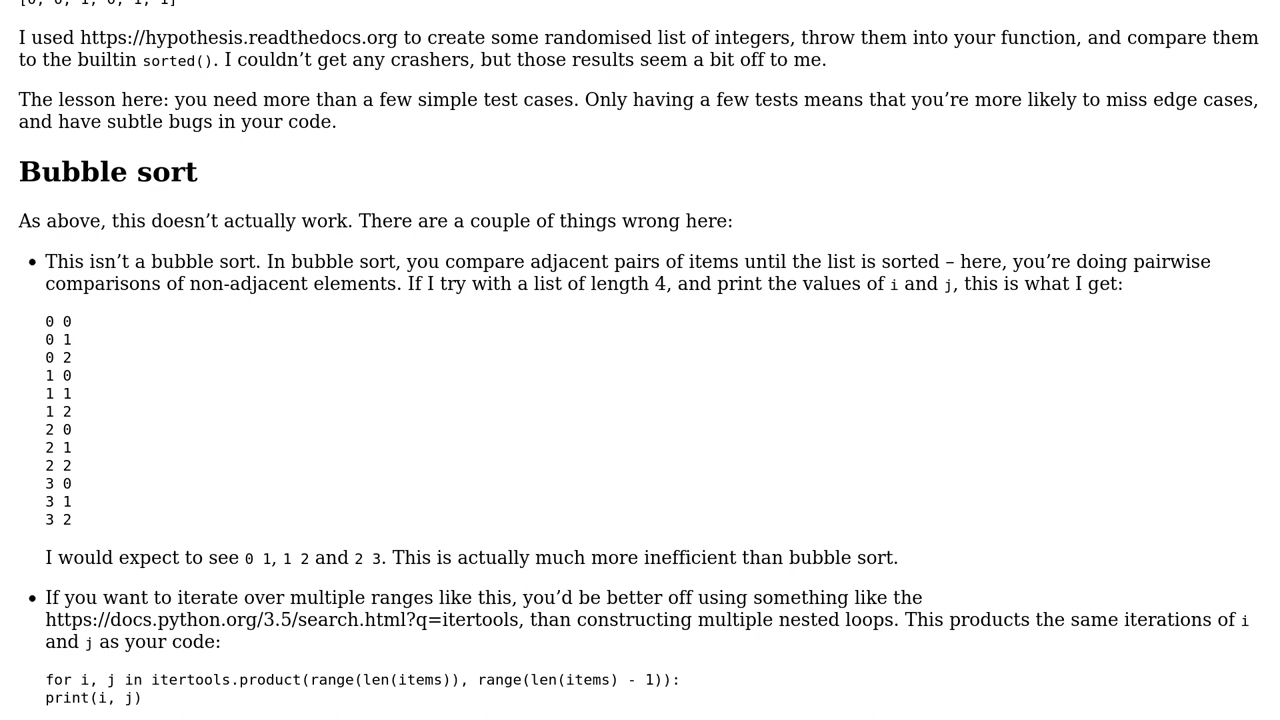 [0, 0, 1, 0, 1, 1]
I used https://hypothesis.readthedocs.org to create some randomised list of integers, throw them into your function, and compare them
to the builtin sorted(). I couldn’t get any crashers, but those results seem a bit off to me.
The lesson here: you need more than a few simple test cases. Only having a few tests means that you’re more likely to miss edge cases,
and have subtle bugs in your code.
Bubble sort
As above, this doesn’t actually work. There are a couple of things wrong here:
• This isn’t a bubble sort. In bubble sort, you compare adjacent pairs of items until the list is sorted – here, you’re doing pairwise
comparisons of non-adjacent elements. If I try with a list of length 4, and print the values of i and j, this is what I get:
0 0
0 1
0 2
1 0
1 1
1 2
2 0
2 1
2 2
3 0
3 1
3 2
I would expect to see 0 1, 1 2 and 2 3. This is actually much more inefficient than bubble sort.
• If you want to iterate over multiple ranges like this, you’d be better off using something like the
https://docs.python.org/3.5/search.html?q=itertools, than constructing multiple nested loops. This products the same iterations of i
and j as your code:
for i, j in itertools.product(range(len(items)), range(len(items) - 1)):
print(i, j)